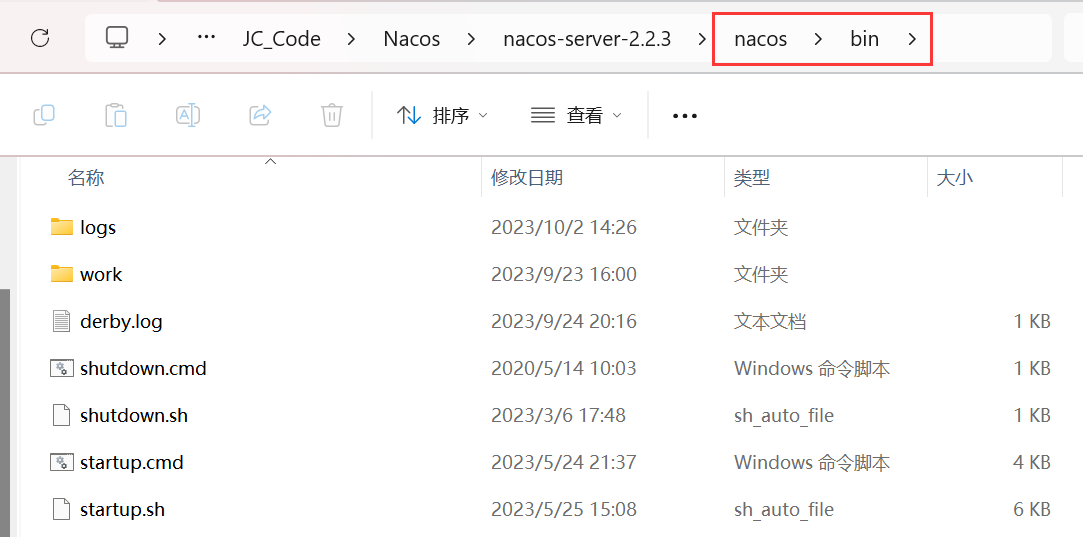 JC_Code > Nacos > nacos-server-2.2.3 > nacos > bin >
排序 查看
名称 修改日期 类型 大小
logs 2023/10/2 14:26 文件夹
work 2023/9/23 16:00 文件夹
derby.log 2023/9/24 20:16 文本文档 1 KB
shutdown.cmd 2020/5/14 10:03 Windows 命令脚本 1 KB
shutdown.sh 2023/3/6 17:48 sh_auto_file 1 KB
startup.cmd 2023/5/24 21:37 Windows 命令脚本 4 KB
startup.sh 2023/5/25 15:08 sh_auto_file 6 KB